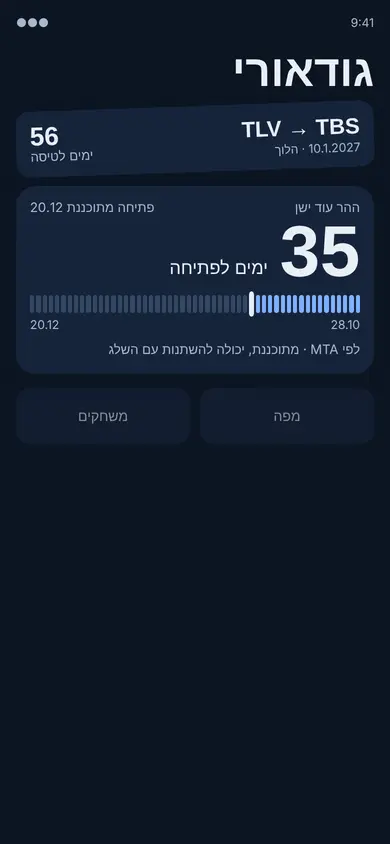 9:41
גודאורי
TLV → TBS
10.1.2027 · הלוך
56
ימים לטיסה
ההר עוד ישן
פתיחה מתוכננת 20.12
35 ימים לפתיחה
28.10
20.12
לפי MTA · מתוכננת, יכולה להשתנות עם השלג
מפה
משחקים